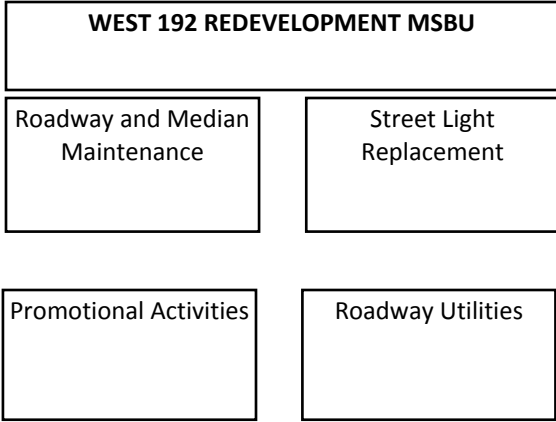 WEST 192 REDEVELOPMENT MSBU
Roadway and Median
Maintenance
Street Light
Replacement
Promotional Activities
Roadway Utilities